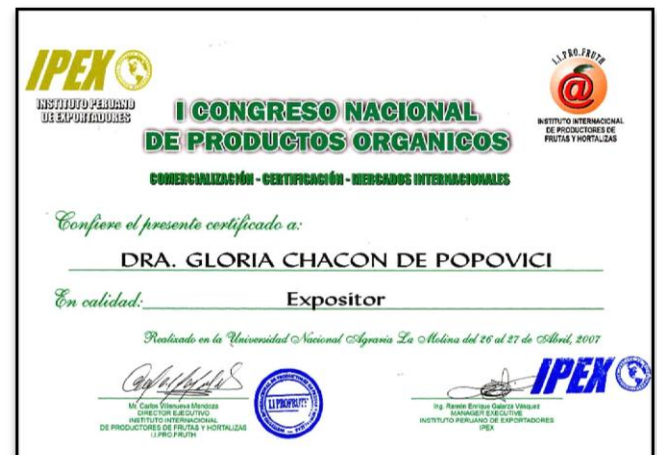 IPEX
INSTITUTO PERUANO
DE EXPORTADORES
I.I.PRO.FRUTH
INSTITUTO INTERNACIONAL
DE PRODUCTORES DE
FRUTAS Y HORTALIZAS
I CONGRESO NACIONAL
DE PRODUCTOS ORGANICOS
COMERCIALIZACIÓN - CERTIFICACIÓN - MERCADOS INTERNACIONALES
Confiere el presente certificado a:
DRA. GLORIA CHACON DE POPOVICI
En calidad: Expositor
Realizado en la Universidad Nacional Agraria La Molina del 26 al 27 de Abril, 2007
Mr. Carlos Villanueva Mendoza
DIRECTOR EJECUTIVO
INSTITUTO INTERNACIONAL
DE PRODUCTORES DE FRUTAS Y HORTALIZAS
I.I.PRO.FRUTH
I.I.PROFRUTH
Ing. Ramón Enrique Galarza Vásquez
MANAGER EXECUTIVE
INSTITUTO PERUANO DE EXPORTADORES
IPEX
IPEX